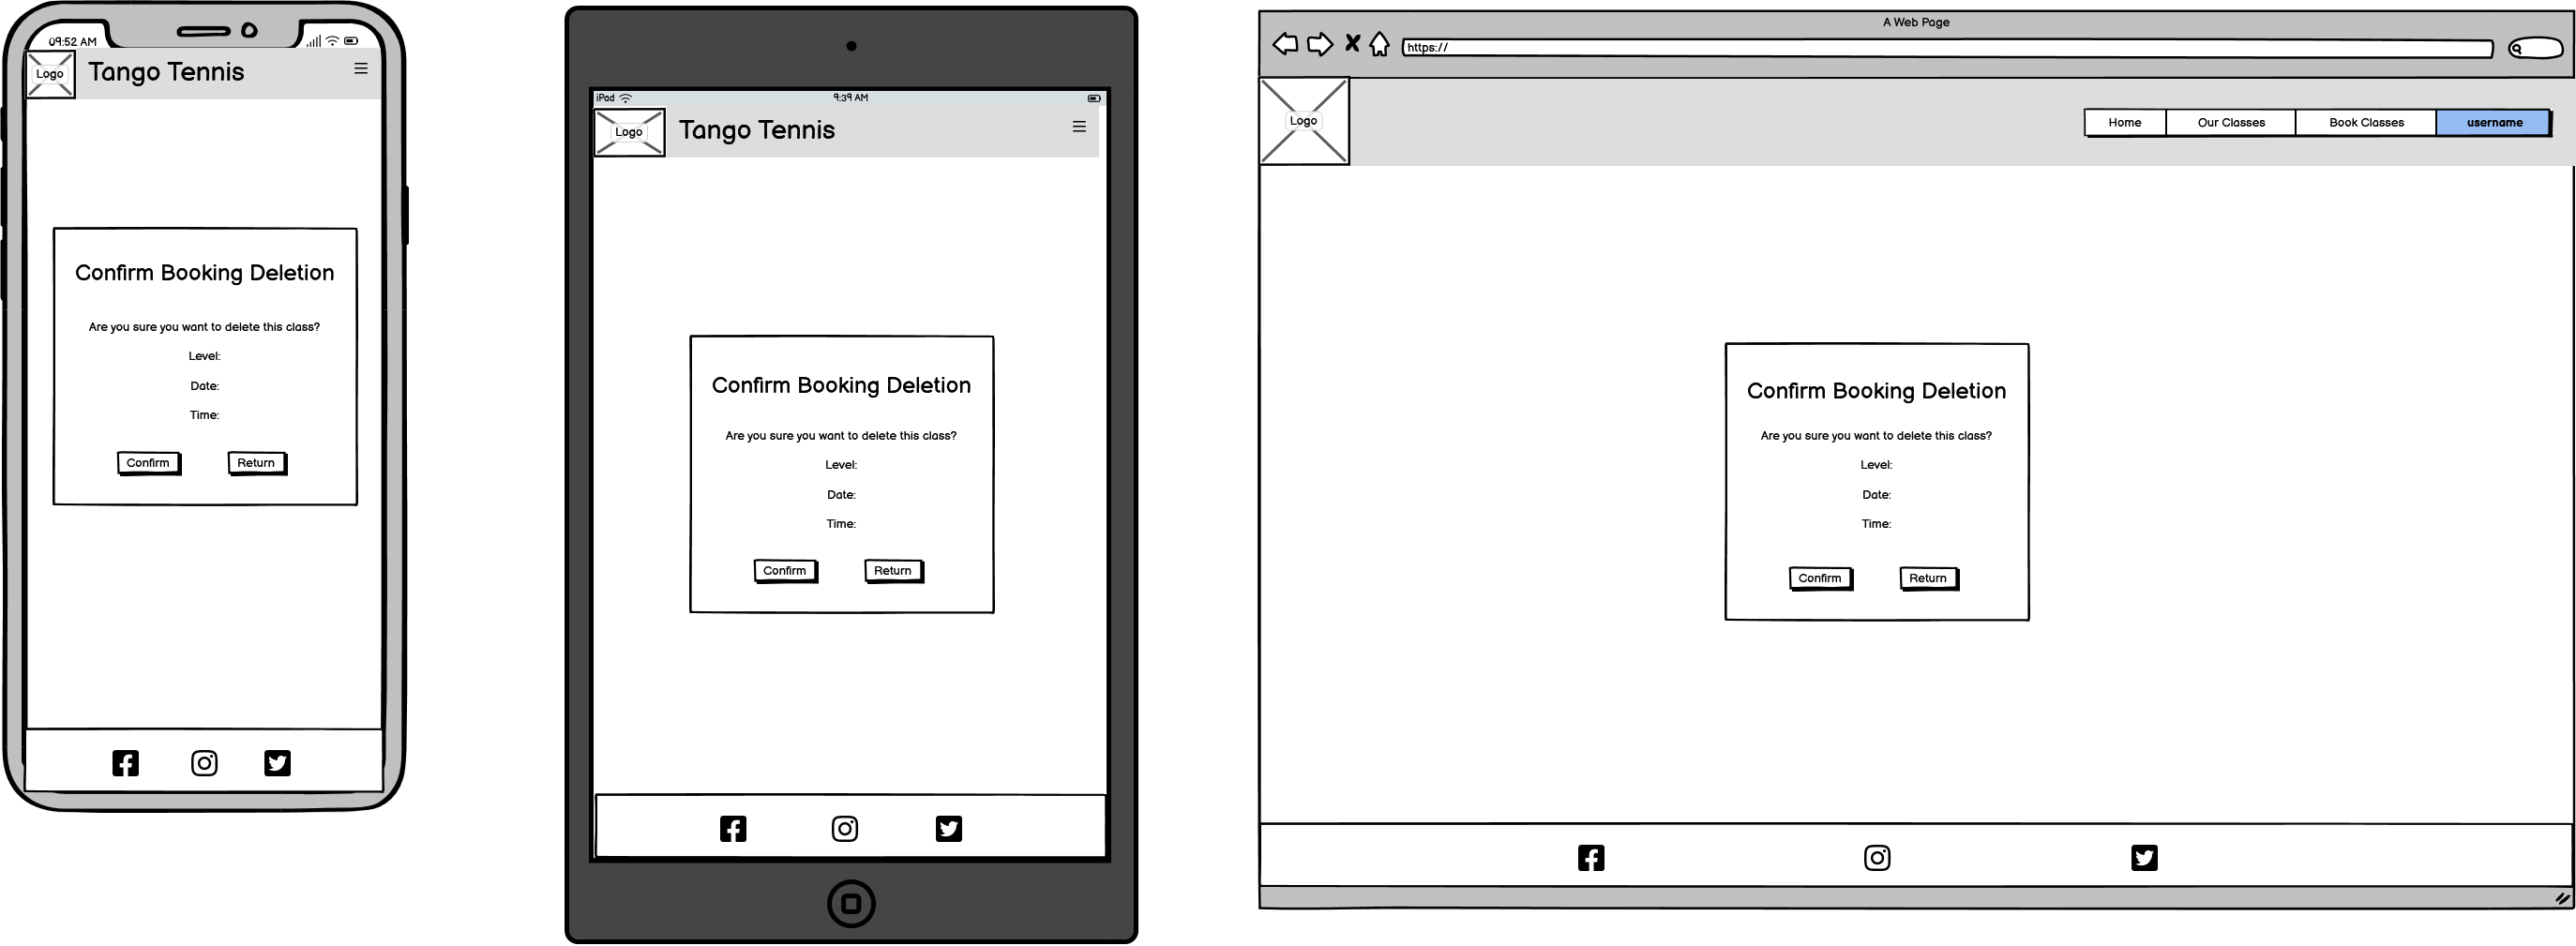 09:52 AM
Logo
Tango Tennis
Confirm Booking Deletion
Are you sure you want to delete this class?
Level:
Date:
Time:
Confirm Return
iPad 9:39 AM
Logo
Tango Tennis
Confirm Booking Deletion
Are you sure you want to delete this class?
Level:
Date:
Time:
Confirm Return
A Web Page
https://
Logo
Home Our Classes Book Classes username
Confirm Booking Deletion
Are you sure you want to delete this class?
Level:
Date:
Time:
Confirm Return